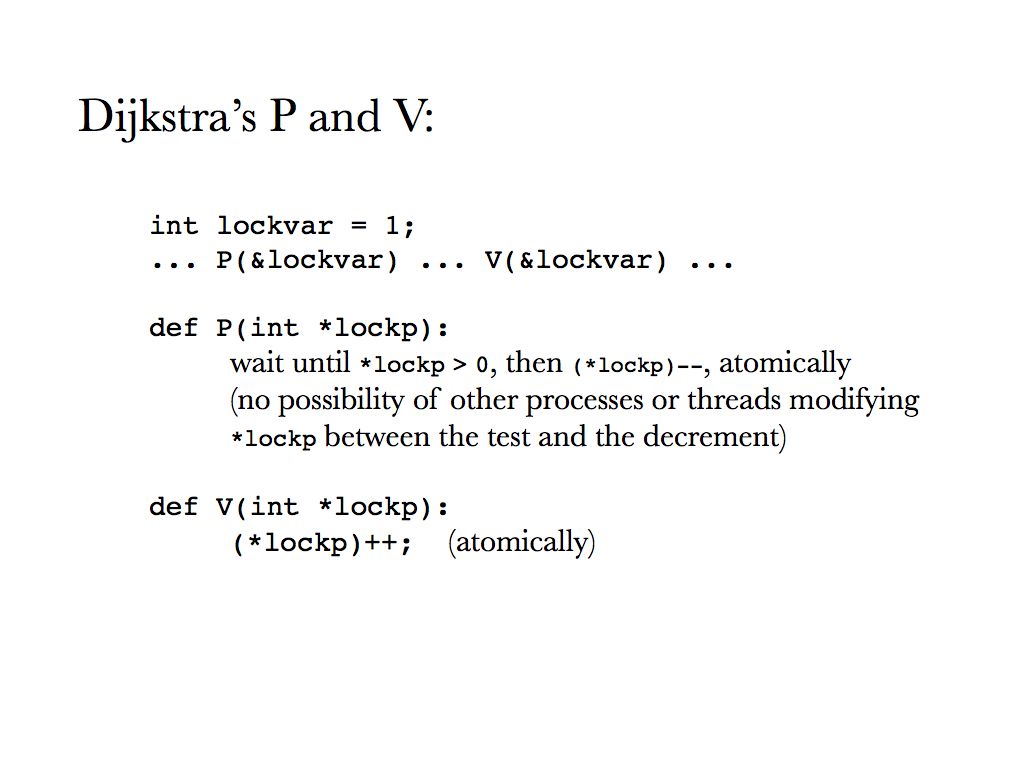 Dijkstra’s P and V:
int lockvar = 1;
... P(&lockvar) ... V(&lockvar) ...
def P(int *lockp):
wait until *lockp > 0, then (*lockp)--, atomically
(no possibility of other processes or threads modifying
*lockp between the test and the decrement)
def V(int *lockp):
(*lockp)++; (atomically)